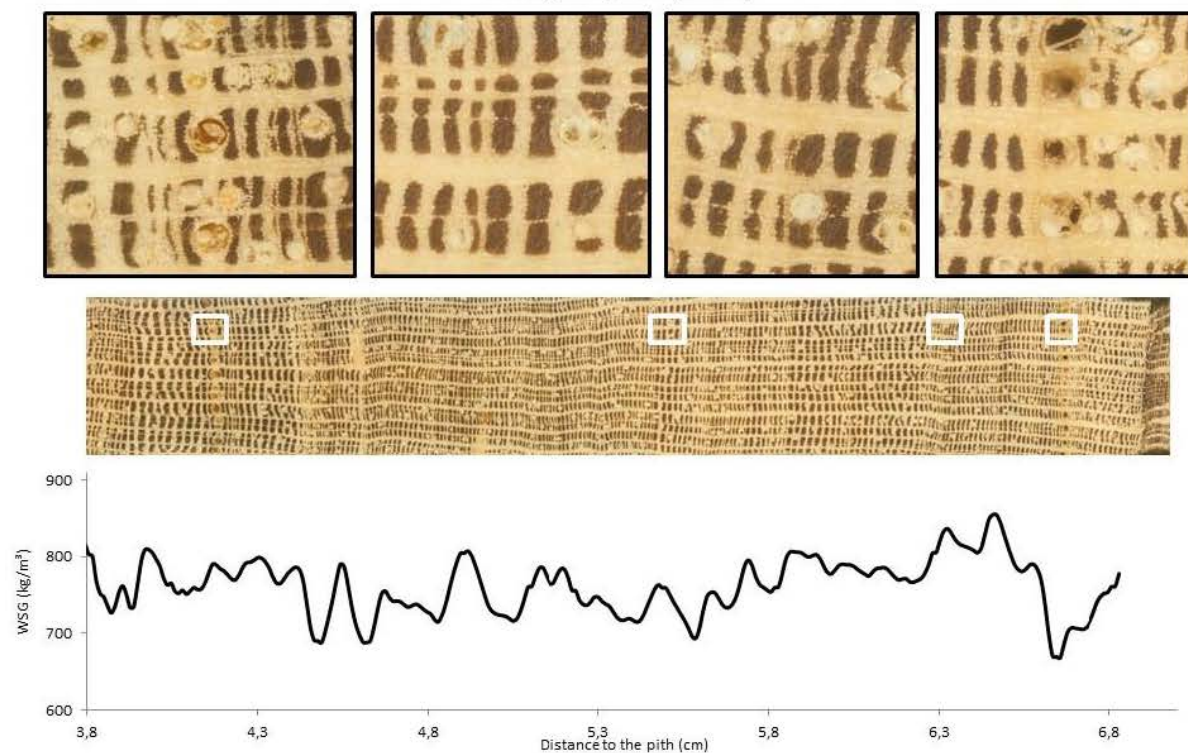 900
800
700
600
WSG (kg/m³)
3,8 4,3 4,8 5,3 5,8 6,3 6,8
Distance to the pith (cm)